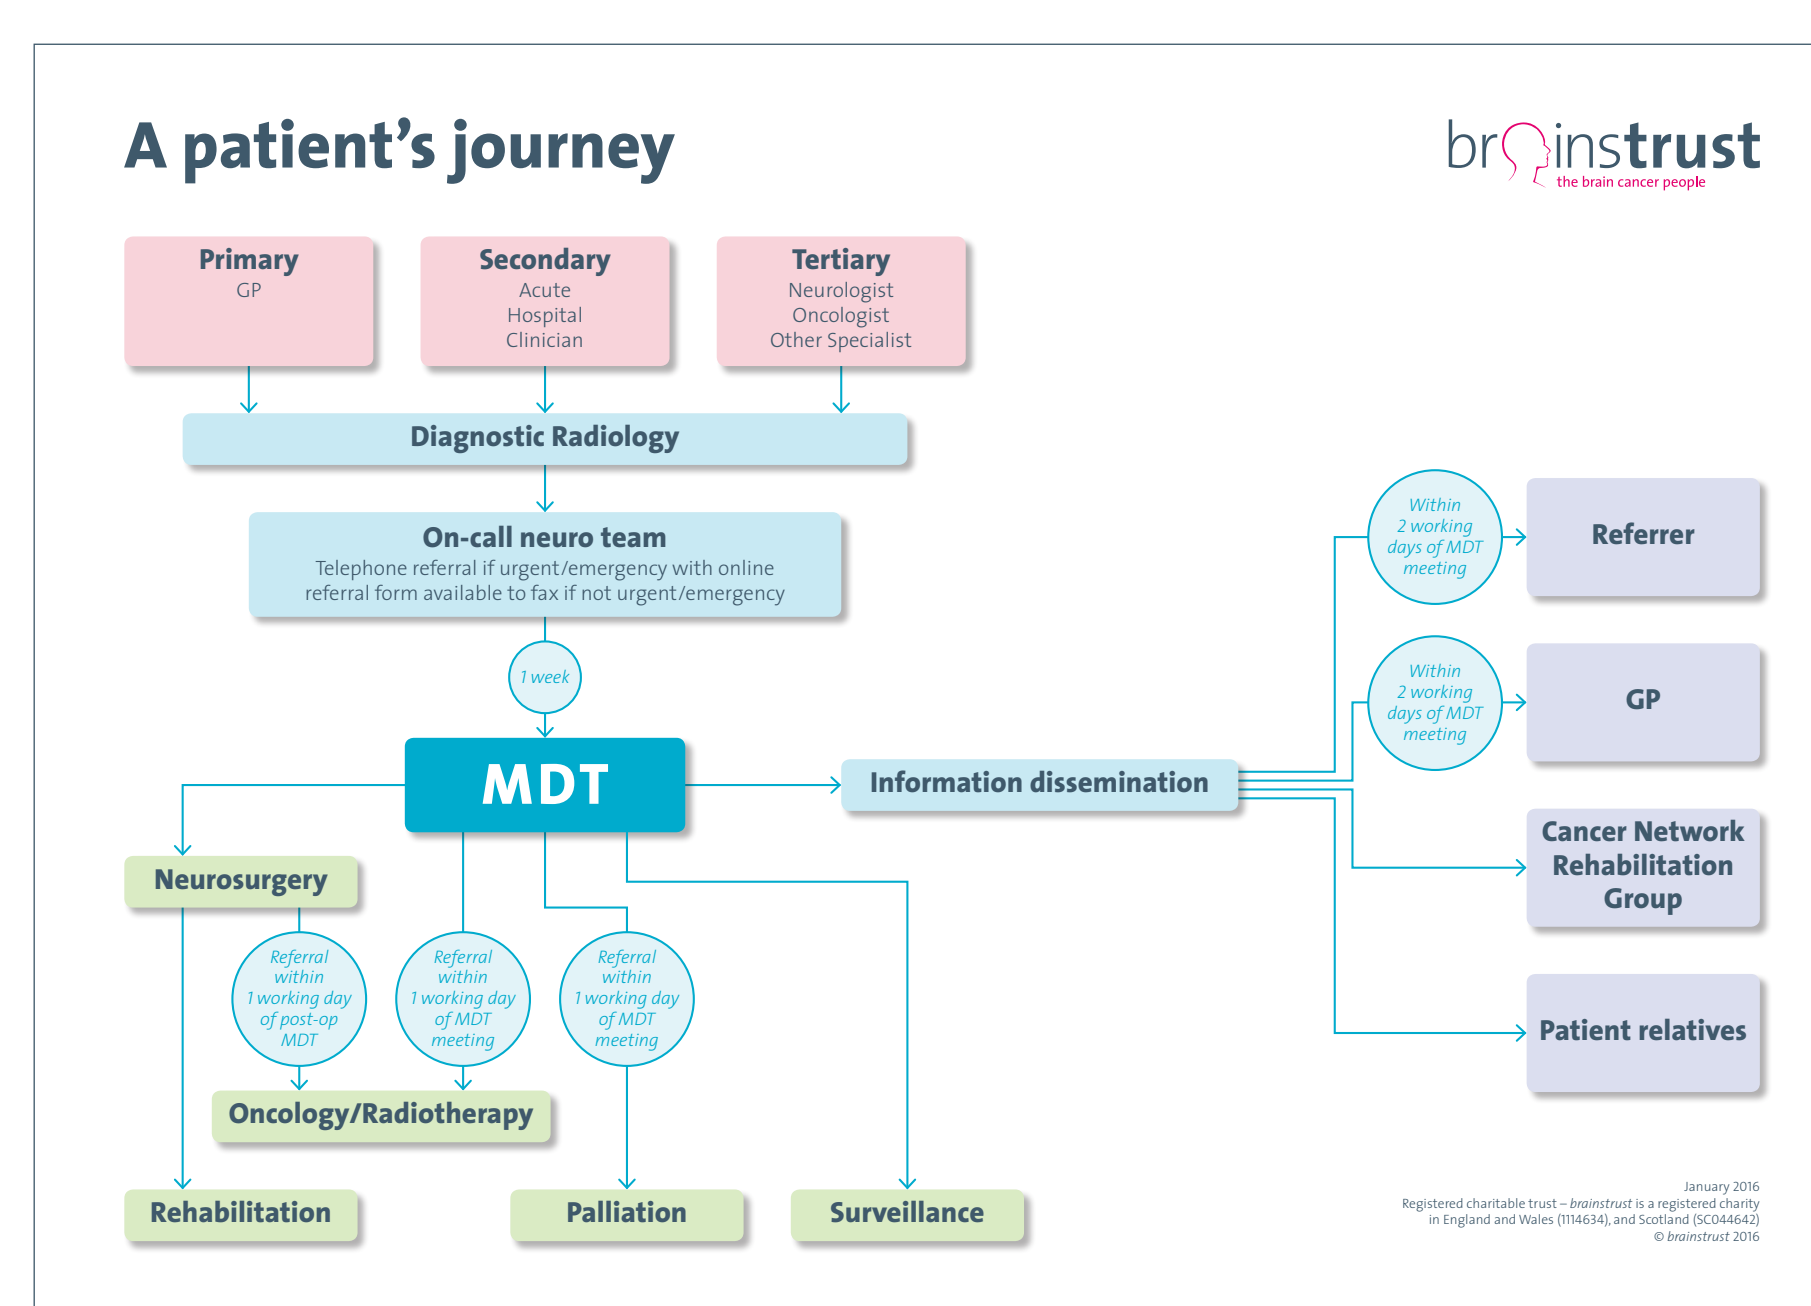 A patient's journey
brainstrust
the brain cancer people
Primary
GP
Secondary
Acute
Hospital
Clinician
Tertiary
Neurologist
Oncologist
Other Specialist
Diagnostic Radiology
On-call neuro team
Telephone referral if urgent/emergency with online
referral form available to fax if not urgent/emergency
1 week
MDT
Information dissemination
Within
2 working
days of MDT
meeting
Referrer
Within
2 working
days of MDT
meeting
GP
Cancer Network
Rehabilitation
Group
Patient relatives
Neurosurgery
Referral
within
1 working day
of post-op
MDT
Referral
within
1 working day
of MDT
meeting
Referral
within
1 working day
of MDT
meeting
Oncology/Radiotherapy
Rehabilitation
Palliation
Surveillance
January 2016
Registered charitable trust – brainstrust is a registered charity
in England and Wales (1114634), and Scotland (SC044642)
© brainstrust 2016